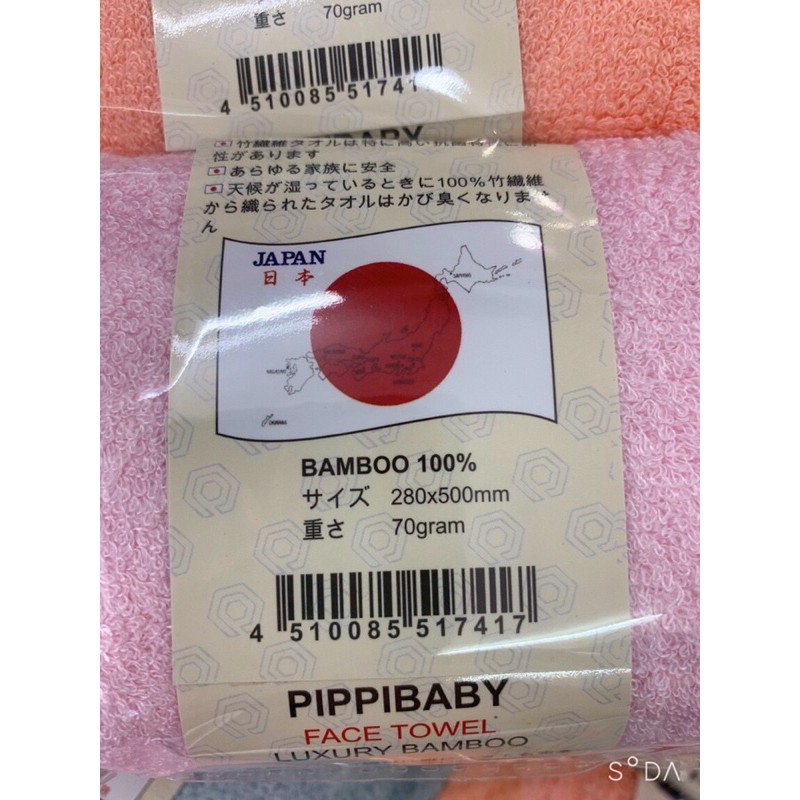 重さ 70gram
4 510085 51741
竹繊維タオルは特に高い抗菌
性があります
あらゆる家族に安全
天候が湿っているときに100%竹繊維
から織られたタオルはかび臭くなりませ
ん
JAPAN
日本
SAPPORO
BAMBOO 100%
サイズ 280x500mm
重さ 70gram
4 510085 517417
PIPPIBABY
FACE TOWEL
LUXURY BAMBOO
SODA